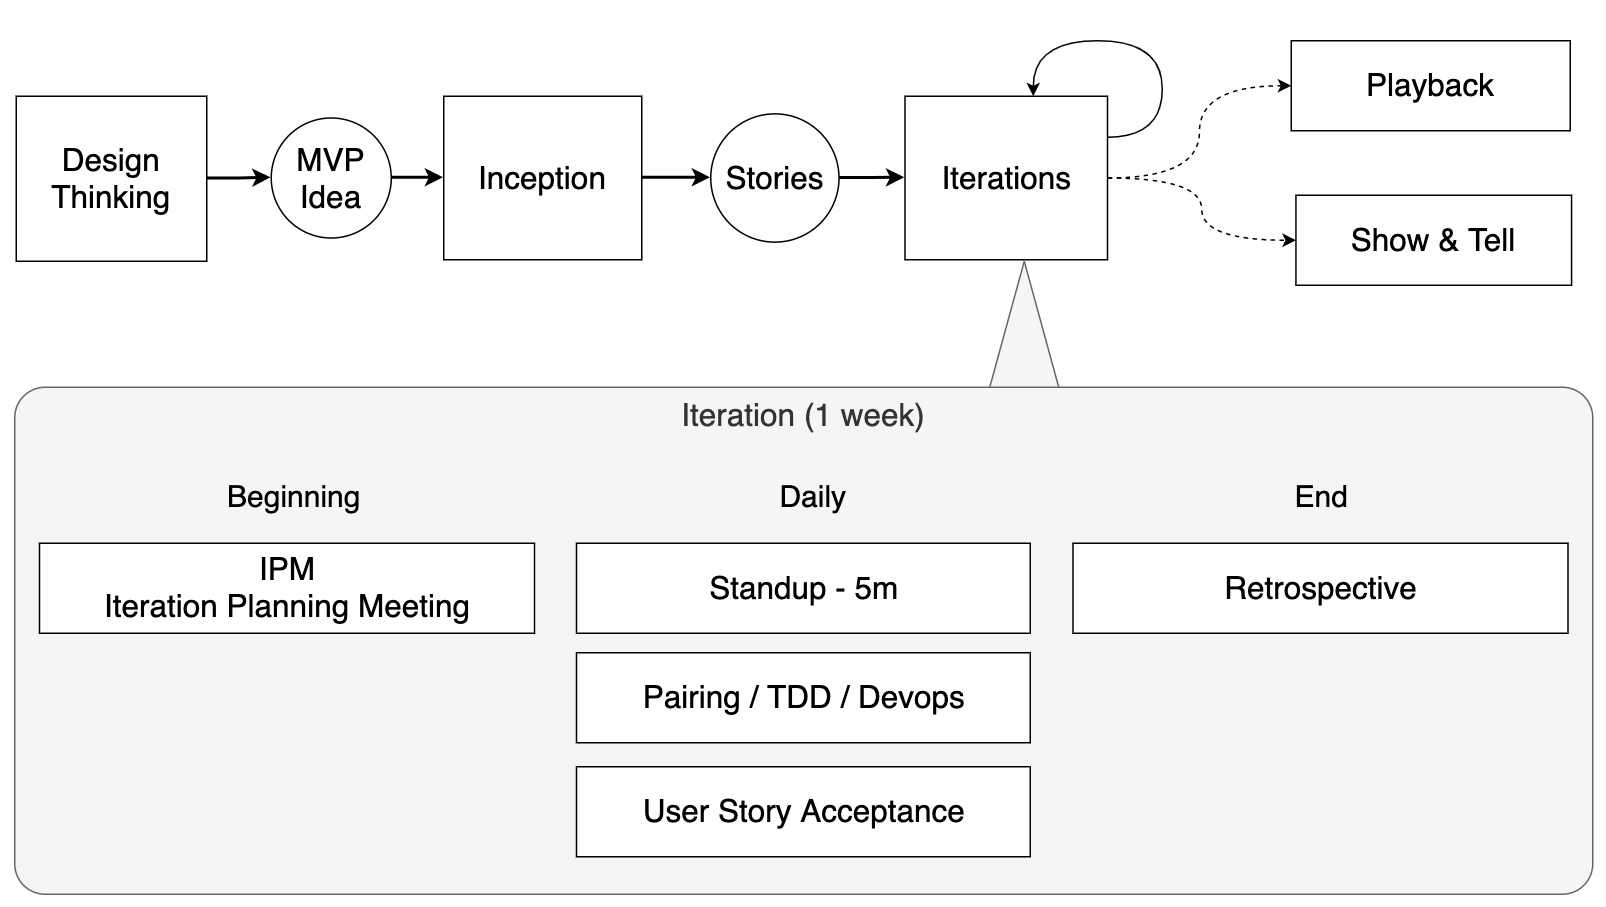 Design
Thinking
MVP
Idea
Inception
Stories
Iterations
Playback
Show & Tell
Iteration (1 week)
Beginning
Daily
End
IPM
Iteration Planning Meeting
Standup - 5m
Retrospective
Pairing / TDD / Devops
User Story Acceptance